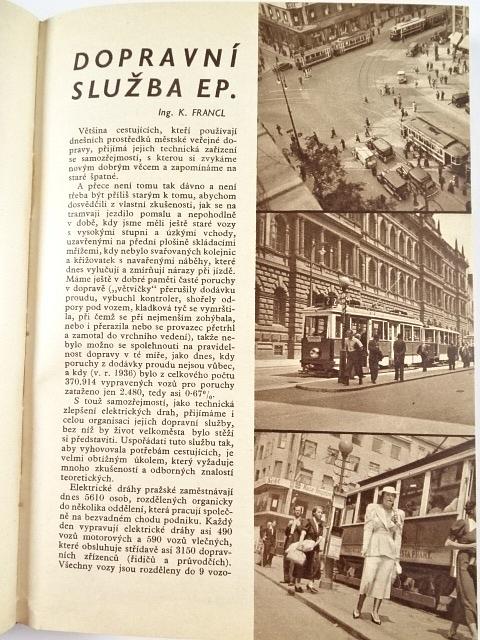 DOPRAVNÍ
SLUŽBA EP.
Ing. K. FRANCL
Většina cestujících, kteří používají
dnešních prostředků městské veřejné do-
pravy, přijímá jejich technická zařízení
se samozřejmostí, s kterou si zvykáme
novým dobrým věcem a zapomínáme na
staré špatné.
A přece není tomu tak dávno a není
třeba být příliš starým k tomu, abychom
dosvědčili z vlastní zkušenosti, jak se na
tramvaji jezdilo pomalu a nepohodlně
v době, kdy jsme měli ještě staré vozy
s vysokými stupni a úzkými vchody,
uzavřenými na přední plošině skládacími
mřížemi, kdy nebylo svařovaných kolejnic
a křižovatek s navařenými náběhy, které
dnes vylučují a zmírňují nárazy při jízdě.
Máme ještě v dobré paměti časté poruchy
v dopravě („větvičky“ přerušily dodávku
proudu, vybuchl kontroler, shořely od-
pory pod vozem, kladková tyč se vymršti-
la, při čemž se při nejmenším zohýbala,
nebo i přerazila nebo se provazec přetrhl
a zamotal do vrchního vedení), takže ne-
bylo možno se spolehnouti na pravidel-
nost dopravy v té míře, jako dnes, kdy
poruchy z dodávky proudu nejsou vůbec,
a kdy (v. r. 1936) bylo z celkového počtu
370.914 vypravených vozů pro poruchy
zataženo jen 2.480, tedy asi 0·67%.
S touž samozřejmostí, jako technická
zlepšení elektrických drah, přijímáme i
celou organisaci jejich dopravní služby,
bez níž by život velkoměsta bylo stěží
si představiti. Uspořádati tuto službu tak,
aby vyhovovala potřebám cestujících, je
velmi obtížným úkolem, který vyžaduje
mnoho zkušeností a odborných znalostí
teoretických.
Elektrické dráhy pražské zaměstnávají
dnes 5610 osob, rozdělených organicky
do několika oddělení, která pracují společ-
ně na bezvadném chodu podniku. Každý
den vypravují elektrické dráhy asi 490
vozů motorových a 590 vozů vlečných,
které obsluhuje střídavě asi 3150 doprav-
ních zřízenců (řidičů a průvodčích).
Všechny vozy jsou rozděleny do 9 vozo-